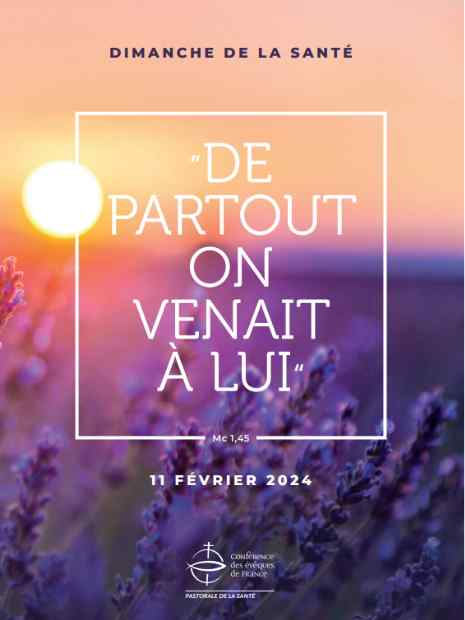 DIMANCHE DE LA SANTÉ
"DE
PARTOUT
ON
VENAIT
À LUI"
Mc 1,45
11 FÉVRIER 2024
Conférence
des évêques
de France
PASTORALE DE LA SANTÉ